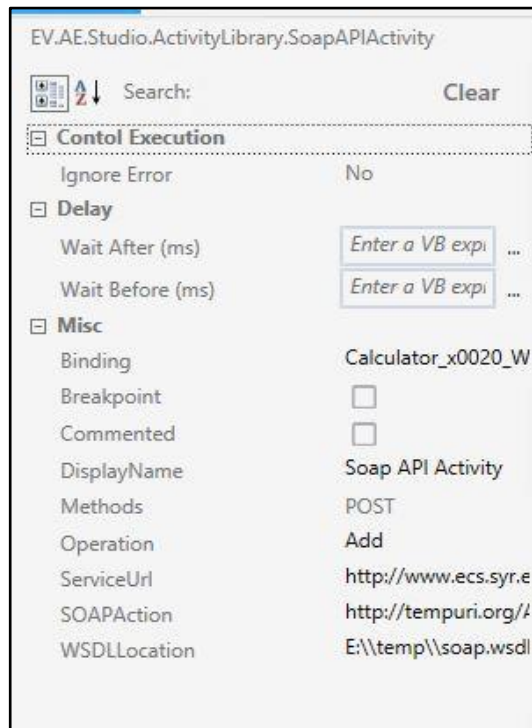 EV.AE.Studio.ActivityLibrary.SoapAPIActivity
Search: Clear
Contol Execution
Ignore Error No
Delay
Wait After (ms) Enter a VB expi ...
Wait Before (ms) Enter a VB expi ...
Misc
Binding Calculator_x0020_W
Breakpoint
Commented
DisplayName Soap API Activity
Methods POST
Operation Add
ServiceUrl http://www.ecs.syr.e
SOAPAction http://tempuri.org/A
WSDLLocation E:\\temp\\soap.wsdl